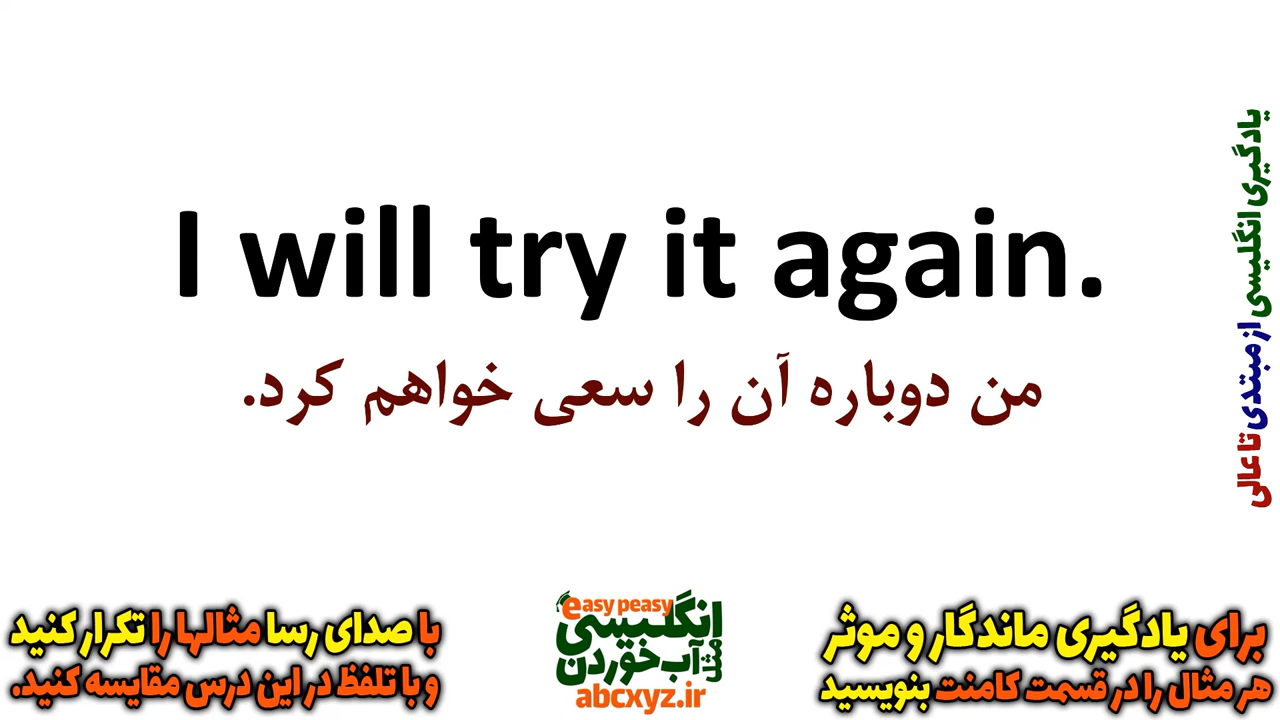 I will try it again.
من دوباره آن را سعی خواهم کرد.
یادگیری انگلیسی از مبتدی تا عالی
با صدای رسا مثالها را تکرار کنید
و با تلفظ در این درس مقایسه کنید.
easy peasy
انگلیسی
مثل آب خوردن
abcxyz.ir
برای یادگیری ماندگار و موثر
هر مثال را در قسمت کامنت بنویسید